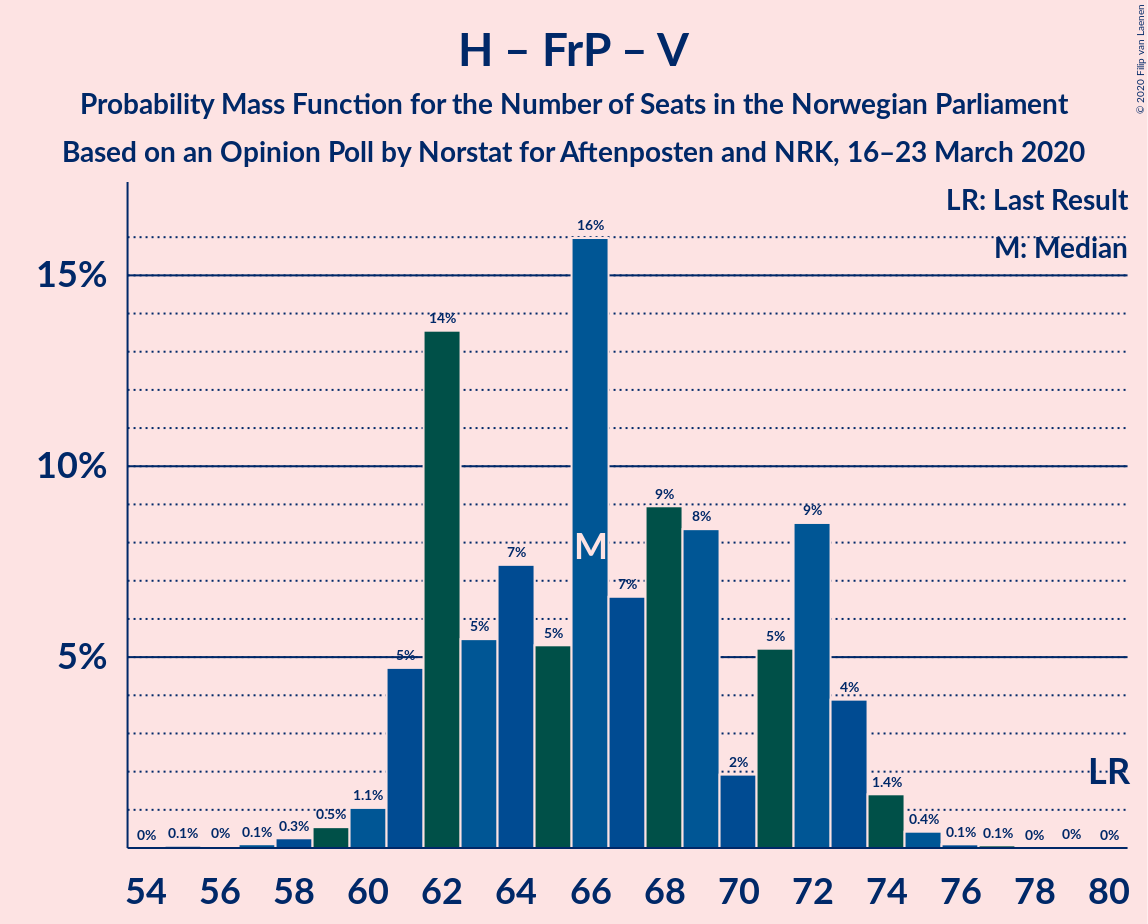 H – FrP – V
Probability Mass Function for the Number of Seats in the Norwegian Parliament
Based on an Opinion Poll by Norstat for Aftenposten and NRK, 16–23 March 2020
© 2020 Filip van Laenen
LR: Last Result
M: Median
15%
10%
5%
0% 0.1% 0% 0.1% 0.3% 0.5% 1.1% 5% 14% 5% 7% 5% 16% 7% 9% 8% 2% 5% 9% 4% 1.4% 0.4% 0.1% 0.1% 0% 0% 0%
M
LR
54 56 58 60 62 64 66 68 70 72 74 76 78 80